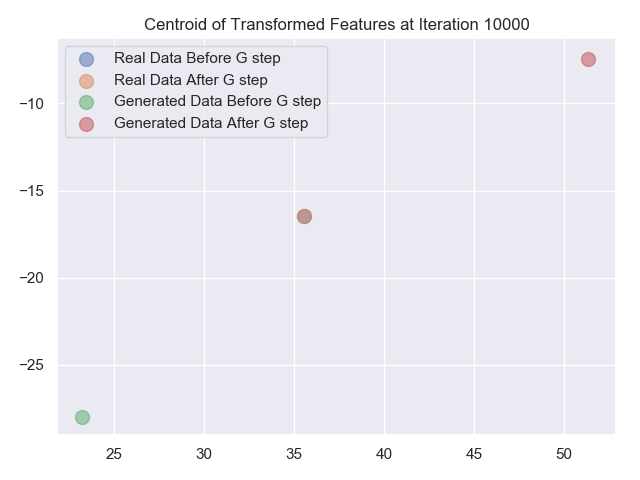 Centroid of Transformed Features at Iteration 10000
Real Data Before G step
Real Data After G step
Generated Data Before G step
Generated Data After G step
−10
−15
−20
−25
25 30 35 40 45 50